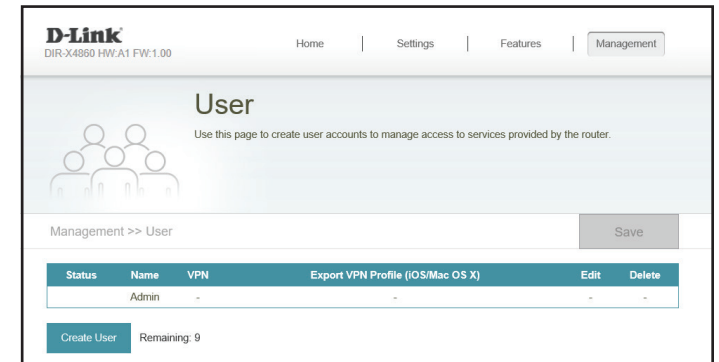 D-Link
DIR-X4860 HW:A1 FW:1.00
Home | Settings | Features | Management
User
Use this page to create user accounts to manage access to services provided by the router.
Management >> User
Save
Status Name VPN Export VPN Profile (iOS/Mac OS X) Edit Delete
Admin - - - -
Create User Remaining: 9